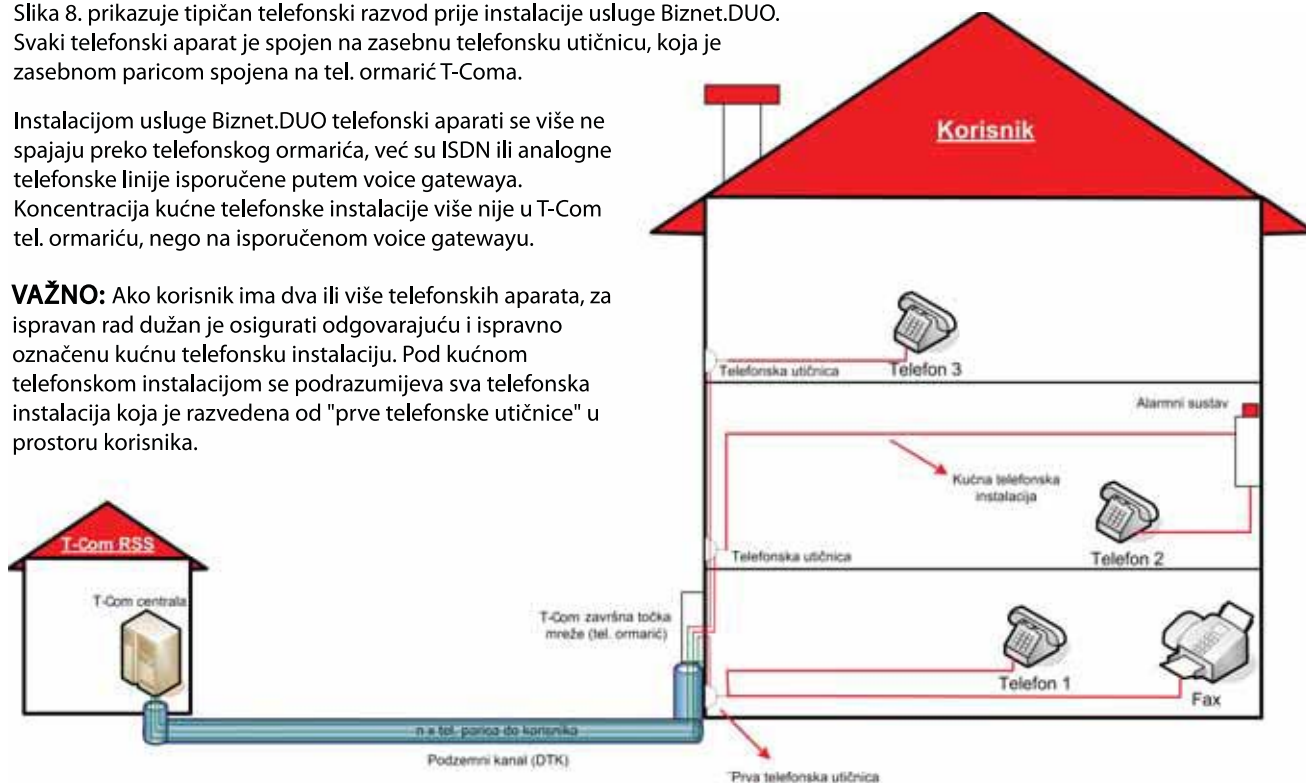 Slika 8. prikazuje tipičan telefonski razvod prije instalacije usluge Biznet.DUO.
Svaki telefonski aparat je spojen na zasebnu telefonsku utičnicu, koja je
zasebnom paricom spojena na tel. ormarić T-Coma.
Instalacijom usluge Biznet.DUO telefonski aparati se više ne
spajaju preko telefonskog ormarića, već su ISDN ili analogne
telefonske linije isporučene putem voice gatewaya.
Koncentracija kućne telefonske instalacije više nije u T-Com
tel. ormariću, nego na isporučenom voice gatewayu.
VAŽNO: Ako korisnik ima dva ili više telefonskih aparata, za
ispravan rad dužan je osigurati odgovarajuću i ispravno
označenu kućnu telefonsku instalaciju. Pod kućnom
telefonskom instalacijom se podrazumijeva sva telefonska
instalacija koja je razvedena od "prve telefonske utičnice" u
prostoru korisnika.
Korisnik
Telefonska utičnica
Telefon 3
Alarmni sustav
Kućna telefonska
instalacija
Telefon 2
Telefonska utičnica
T-Com RSS
T-Com centrala
T-Com završna točka
mreže (tel. ormarić)
Telefon 1
Fax
n x tel. parica do korisnika
Podzemni kanal (DTK)
"Prva telefonska utičnica